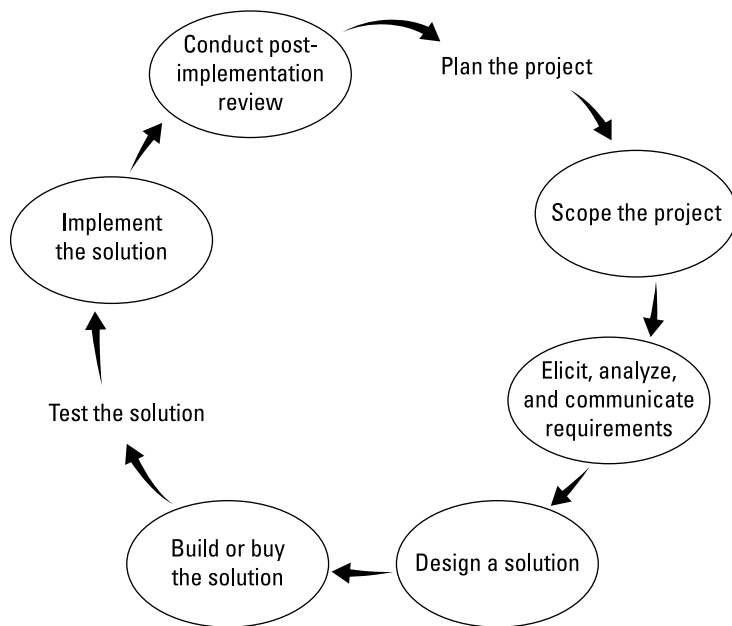 Conduct post-
implementation
review
Plan the project
Scope the project
Elicit, analyze,
and communicate
requirements
Design a solution
Build or buy
the solution
Test the solution
Implement
the solution